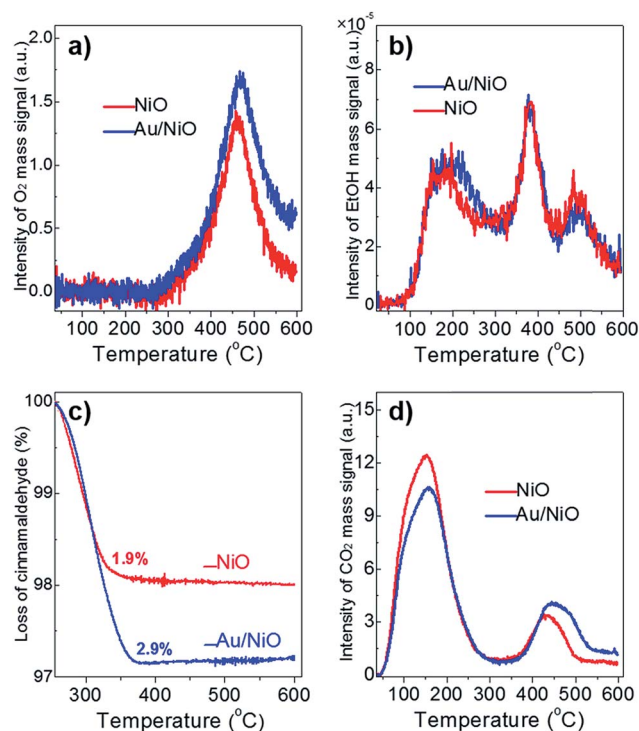 a)
Intensity of O₂ mass signal (a.u.)
2.0
1.5
1.0
0.5
0.0
NiO
Au/NiO
100 200 300 400 500 600
Temperature (°C)
b)
×10⁻⁵
Intensity of EtOH mass signal (a.u.)
8
6
4
2
0
Au/NiO
NiO
0 100 200 300 400 500 600
Temperature (°C)
c)
Loss of cinnamaldehyde (%)
100
99
98
97
1.9%
NiO
2.9%
Au/NiO
300 400 500 600
Temperature (°C)
d)
Intensity of CO₂ mass signal (a.u.)
15
12
9
6
3
0
NiO
Au/NiO
0 100 200 300 400 500 600
Temperature (°C)